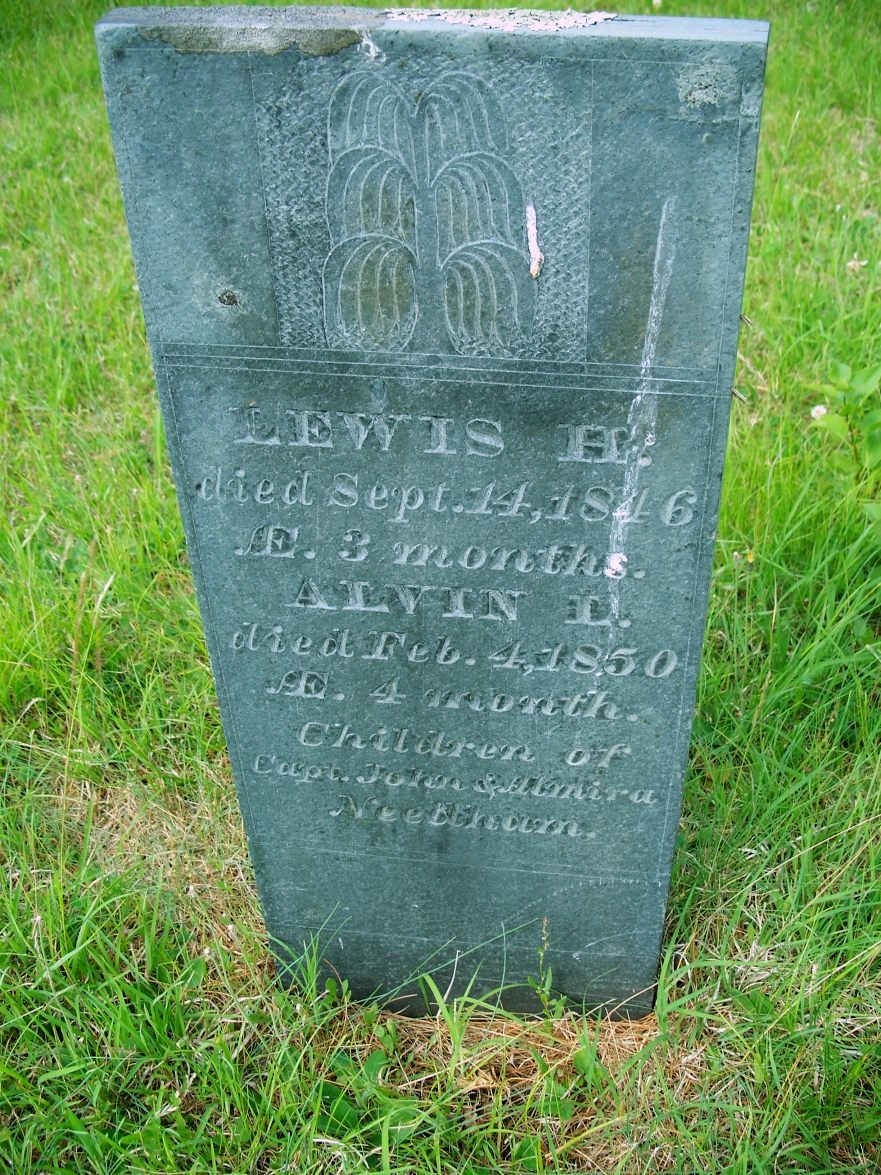 LEWIS H.
died Sept. 14, 1846
Æ. 3 months.
ALVIN L.
died Feb. 4, 1850
Æ. 4 month.
Children of
Capt. John & Almira
Needham.